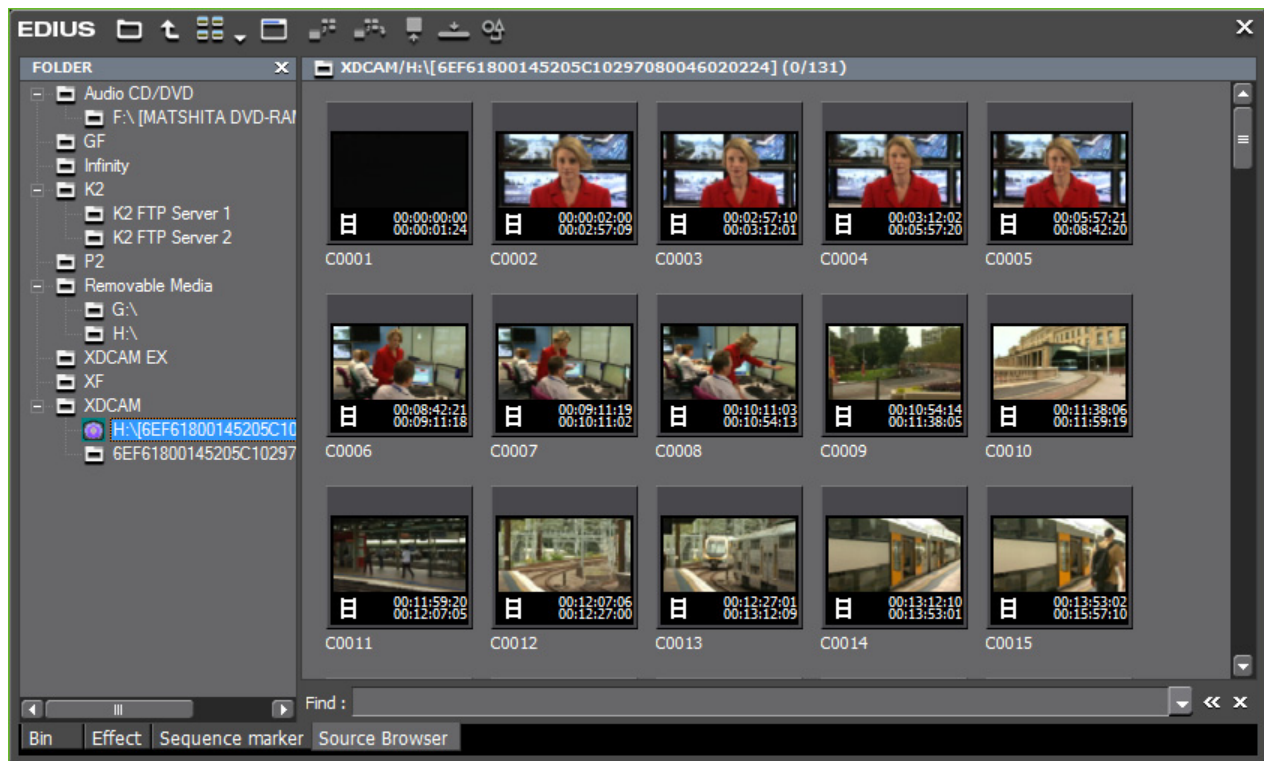 EDIUS
FOLDER
XDCAM/H:\[6EF61800145205C10297080046020224] (0/131)
Audio CD/DVD
F:\ [MATSHITA DVD-RAM
GF
Infinity
K2
K2 FTP Server 1
K2 FTP Server 2
P2
Removable Media
G:\
H:\
XDCAM EX
XF
XDCAM
H:\[6EF61800145205C10
6EF61800145205C10297
00:00:00:00
00:00:01:24
C0001
00:00:02:00
00:02:57:09
C0002
00:02:57:10
00:03:12:01
C0003
00:03:12:02
00:05:57:20
C0004
00:05:57:21
00:08:42:20
C0005
00:08:42:21
00:09:11:18
C0006
00:09:11:19
00:10:11:02
C0007
00:10:11:03
00:10:54:13
C0008
00:10:54:14
00:11:38:05
C0009
00:11:38:06
00:11:59:19
C0010
00:11:59:20
00:12:07:05
C0011
00:12:07:06
00:12:27:00
C0012
00:12:27:01
00:13:12:09
C0013
00:13:12:10
00:13:53:01
C0014
00:13:53:02
00:15:57:10
C0015
Find :
Bin Effect Sequence marker Source Browser